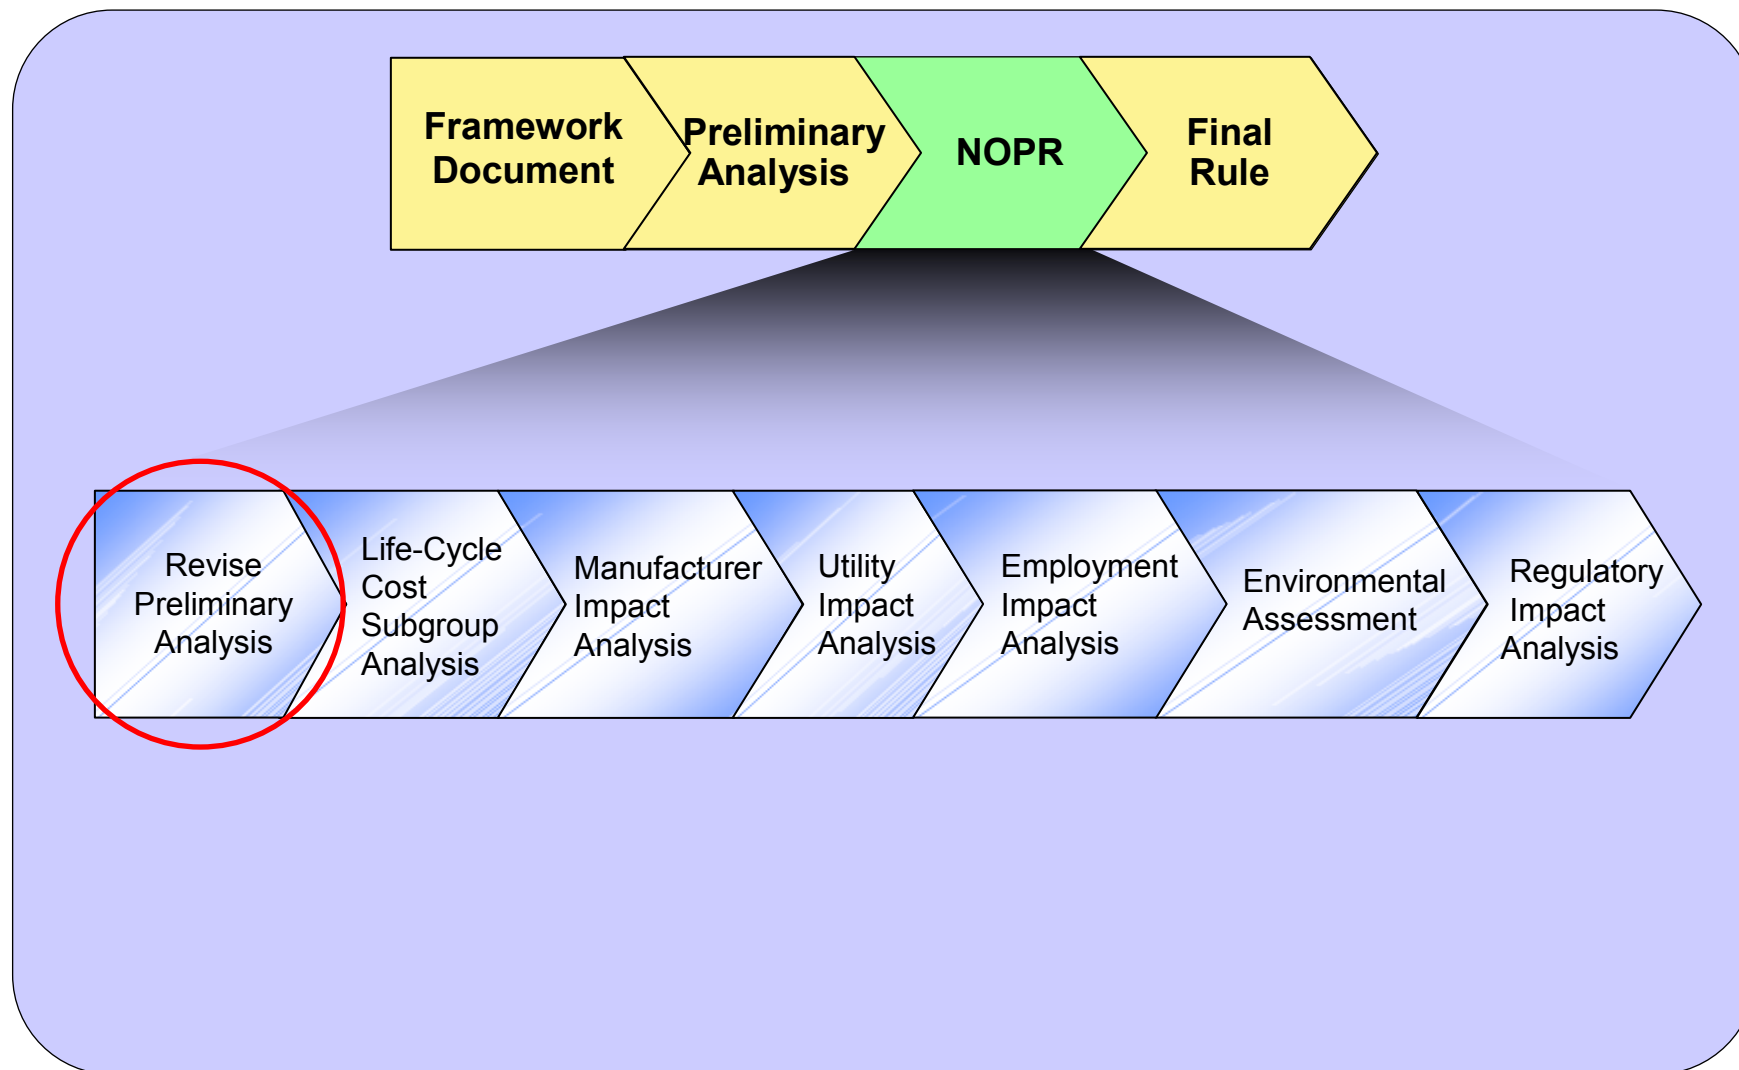 Framework
Document
Preliminary
Analysis
NOPR
Final
Rule
Revise
Preliminary
Analysis
Life-Cycle
Cost
Subgroup
Analysis
Manufacturer
Impact
Analysis
Utility
Impact
Analysis
Employment
Impact
Analysis
Environmental
Assessment
Regulatory
Impact
Analysis